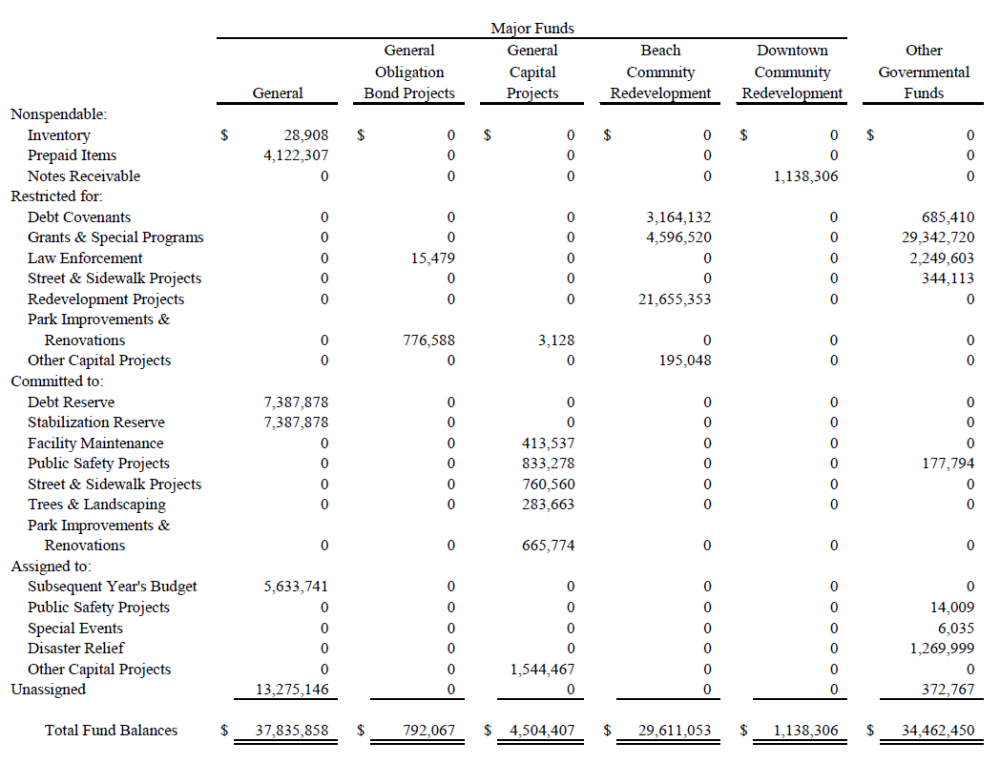 Major Funds
General General Beach Downtown Other
Obligation Capital Commnity Community Governmental
General Bond Projects Projects Redevelopment Redevelopment Funds
Nonspendable:
Inventory $ 28,908 $ 0 $ 0 $ 0 $ 0 $ 0
Prepaid Items 4,122,307 0 0 0 0 0
Notes Receivable 0 0 0 0 1,138,306 0
Restricted for:
Debt Covenants 0 0 0 3,164,132 0 685,410
Grants & Special Programs 0 0 0 4,596,520 0 29,342,720
Law Enforcement 0 15,479 0 0 0 2,249,603
Street & Sidewalk Projects 0 0 0 0 0 344,113
Redevelopment Projects 0 0 0 21,655,353 0 0
Park Improvements &
Renovations 0 776,588 3,128 0 0 0
Other Capital Projects 0 0 0 195,048 0 0
Committed to:
Debt Reserve 7,387,878 0 0 0 0 0
Stabilization Reserve 7,387,878 0 0 0 0 0
Facility Maintenance 0 0 413,537 0 0 0
Public Safety Projects 0 0 833,278 0 0 177,794
Street & Sidewalk Projects 0 0 760,560 0 0 0
Trees & Landscaping 0 0 283,663 0 0 0
Park Improvements &
Renovations 0 0 665,774 0 0 0
Assigned to:
Subsequent Year's Budget 5,633,741 0 0 0 0 0
Public Safety Projects 0 0 0 0 0 14,009
Special Events 0 0 0 0 0 6,035
Disaster Relief 0 0 0 0 0 1,269,999
Other Capital Projects 0 0 1,544,467 0 0 0
Unassigned 13,275,146 0 0 0 0 372,767
Total Fund Balances $ 37,835,858 $ 792,067 $ 4,504,407 $ 29,611,053 $ 1,138,306 $ 34,462,450